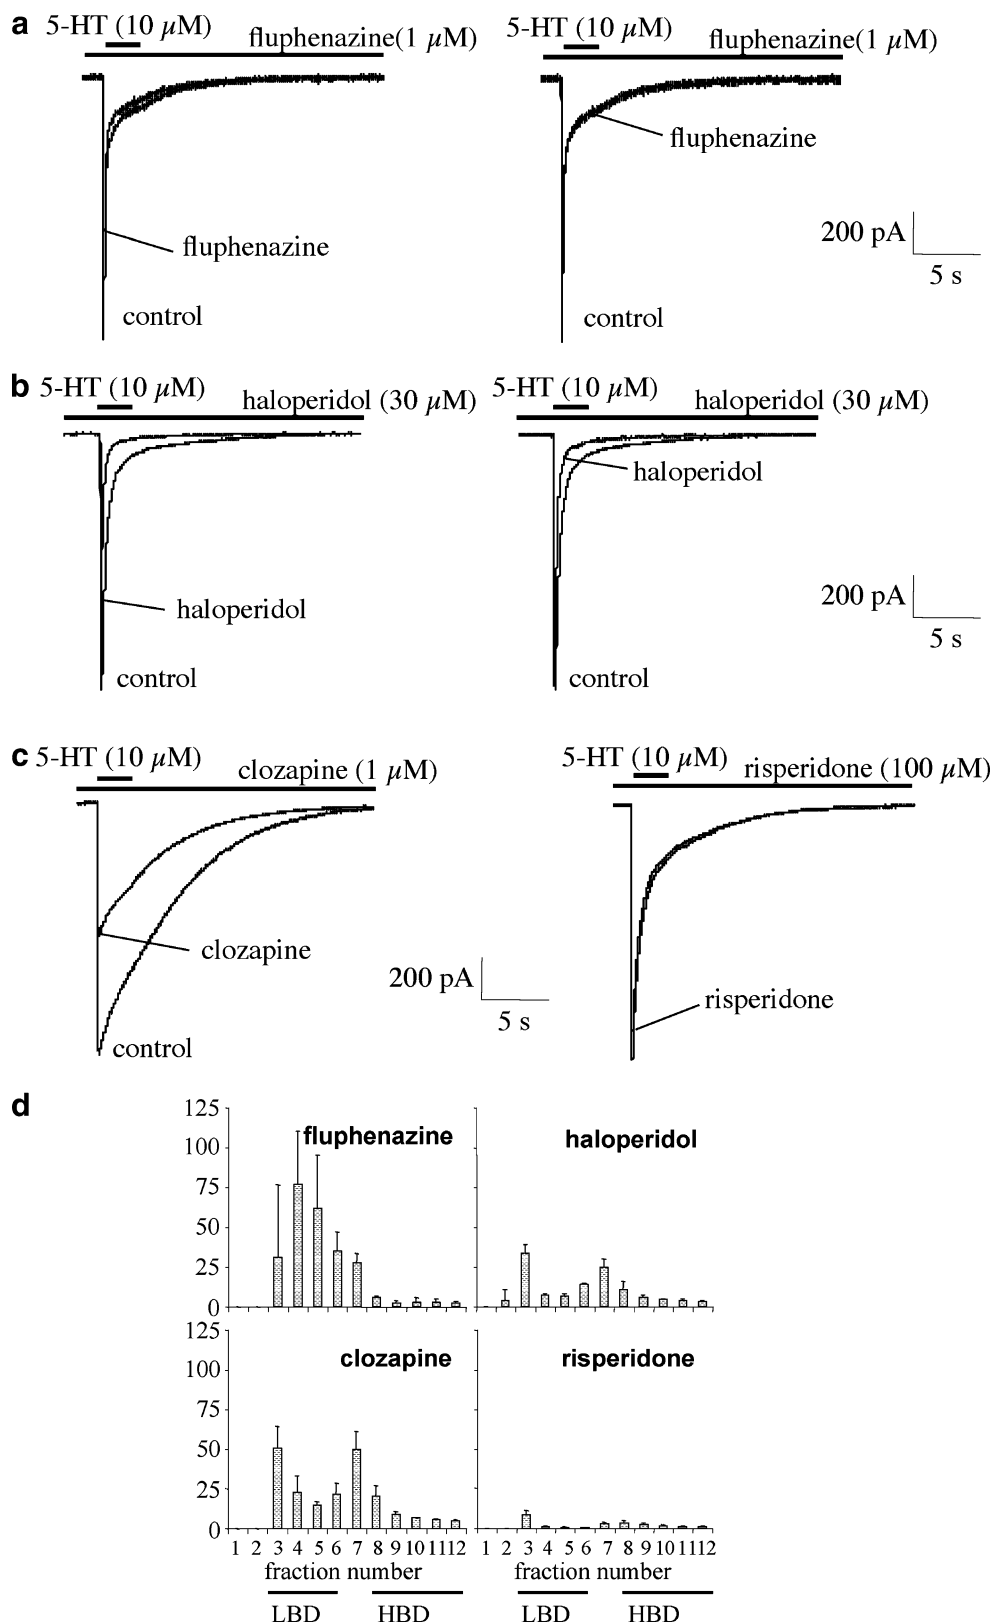 a
5-HT (10 µM)
fluphenazine(1 µM)
fluphenazine
control
5-HT (10 µM)
fluphenazine(1 µM)
fluphenazine
control
200 pA
5 s
b
5-HT (10 µM)
haloperidol (30 µM)
haloperidol
control
5-HT (10 µM)
haloperidol (30 µM)
haloperidol
control
200 pA
5 s
c
5-HT (10 µM)
clozapine (1 µM)
clozapine
control
200 pA
5 s
5-HT (10 µM)
risperidone (100 µM)
risperidone
d
125
100
75
50
25
0
fluphenazine
haloperidol
125
100
75
50
25
0
clozapine
risperidone
1 2 3 4 5 6 7 8 9 10 11 12
1 2 3 4 5 6 7 8 9 10 11 12
fraction number
fraction number
LBD HBD
LBD HBD